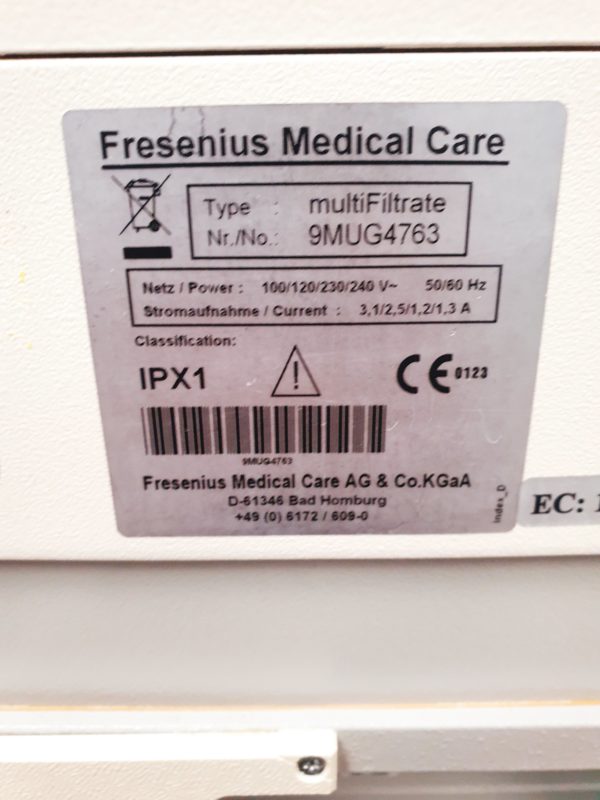 Fresenius Medical Care
Type : multiFiltrate
Nr./No.: 9MUG4763
Netz / Power : 100/120/230/240 V~ 50/60 Hz
Stromaufnahme / Current : 3,1/2,5/1,2/1,3 A
Classification:
IPX1
CE 0123
9MUG4763
Fresenius Medical Care AG & Co.KGaA
D-61346 Bad Homburg
+49 (0) 6172 / 609-0
Index_D
EC: